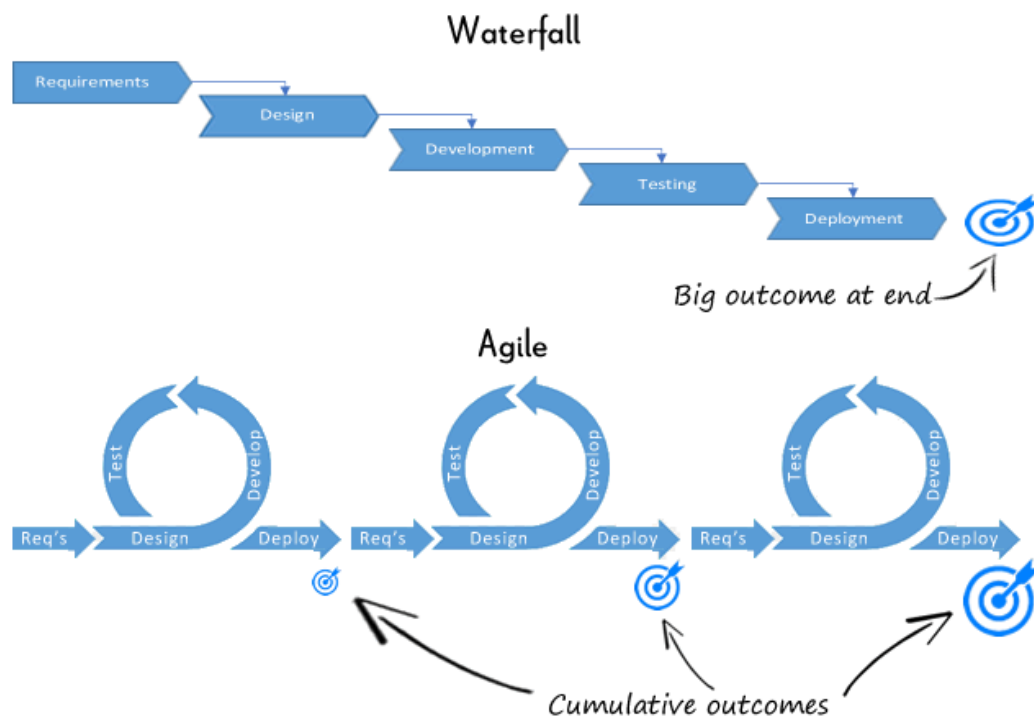 Waterfall
Requirements
Design
Development
Testing
Deployment
Big outcome at end
Agile
Test
Develop
Req's
Design
Deploy
Test
Develop
Req's
Design
Deploy
Test
Develop
Req's
Design
Deploy
Cumulative outcomes